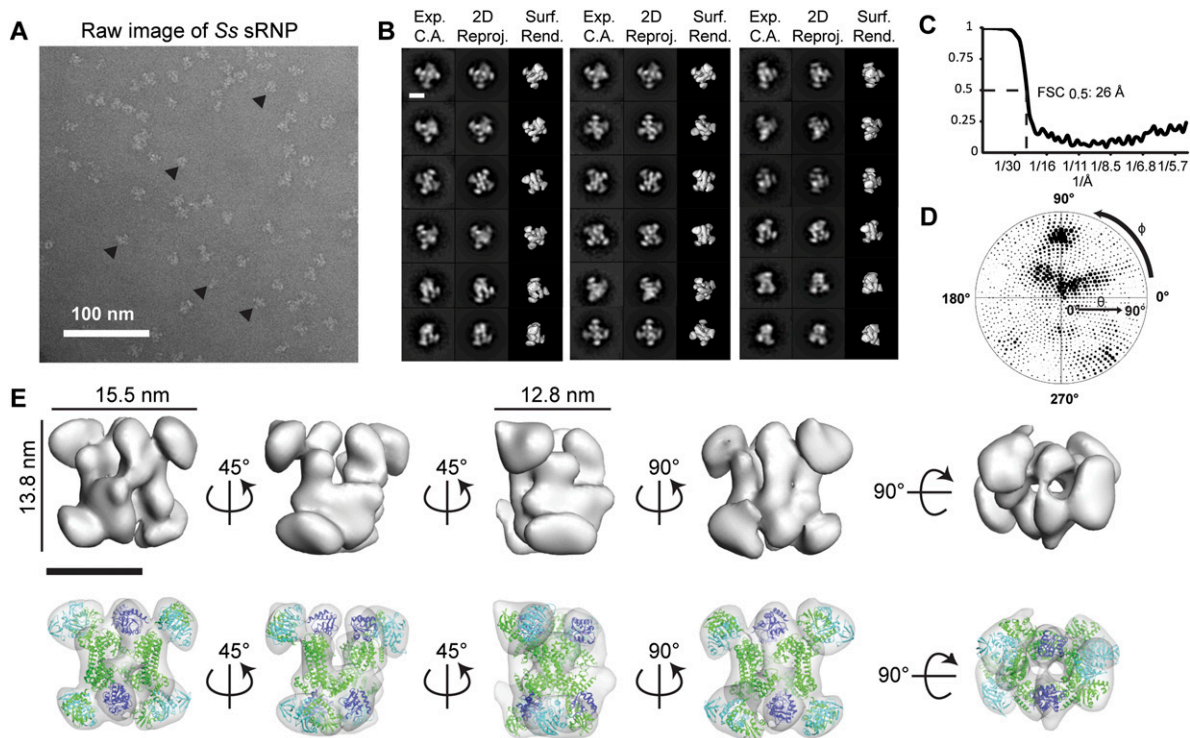 A
Raw image of Ss sRNP
100 nm
B
Exp. C.A.
2D Reproj.
Surf. Rend.
Exp. C.A.
2D Reproj.
Surf. Rend.
Exp. C.A.
2D Reproj.
Surf. Rend.
C
1
0.75
0.5
0.25
0
FSC 0.5: 26 Å
1/30 1/16 1/11 1/8.5 1/6.8 1/5.7
1/Å
D
90°
ϕ
180°
θ
0° 90°
0°
270°
E
15.5 nm
12.8 nm
13.8 nm
45°
45°
90°
90°
45°
45°
90°
90°